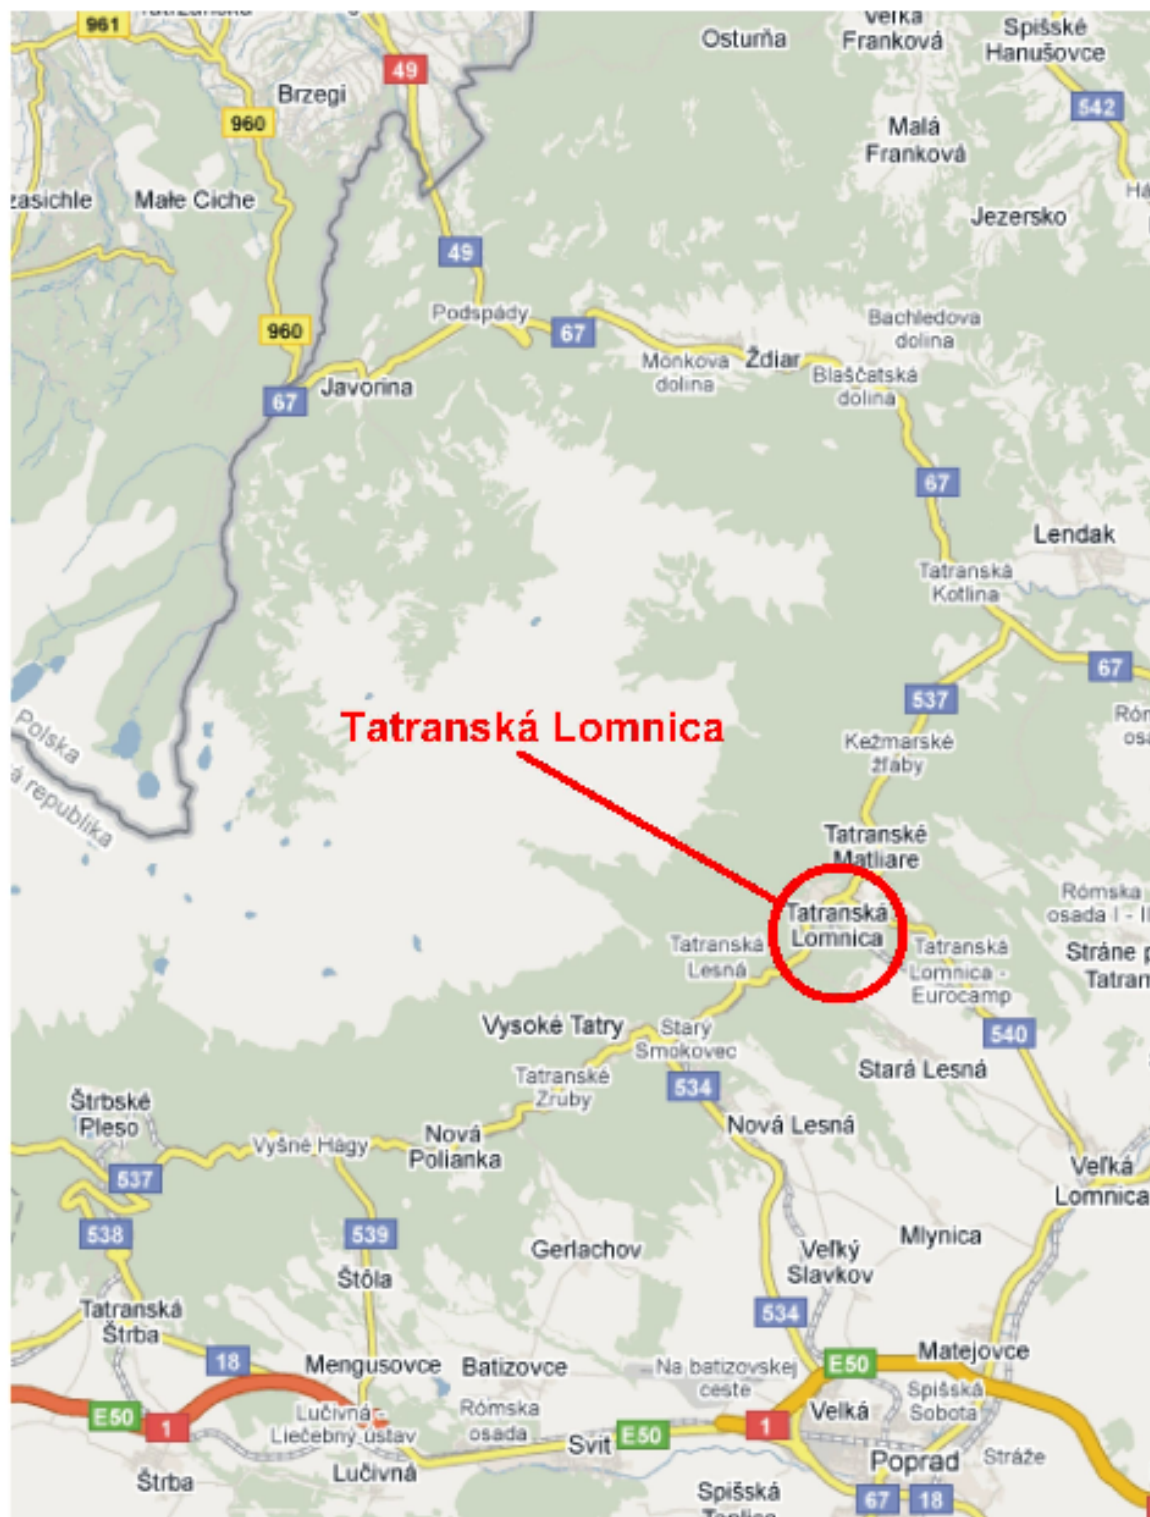 961
49
Brzegi
960
Osturňa
Veľká
Franková
Spišské
Hanušovce
542
Malá
Franková
zasichle
Małe Ciche
Jezersko
49
Podspády
960
67
Bachledova
dolina
Monkova
dolina
Ždiar
Blaščatská
dolina
67
Javorina
67
Lendak
Tatranská
Kotlina
67
537
Tatranská Lomnica
Kežmarské
žľaby
Polska
á republika
Tatranské
Matliare
Rómska
osada I - II
Tatranská
Lomnica
Tatranská
Lesná
Tatranská
Lomnica -
Eurocamp
Stráne p
Tatram
Vysoké Tatry
Starý
Smokovec
540
Stará Lesná
Tatranské
Zruby
534
Štrbské
Pleso
Nová
Polianka
Nová Lesná
Vyšné Hágy
537
Veľká
Lomnica
538
539
Gerlachov
Mlynica
Veľký
Slavkov
Štôla
Tatranská
Štrba
534
18
Mengusovce
Batizovce
Na batizovskej
ceste
E50
Matejovce
E50
1
Lučivná -
Liečebný ústav
Rómska
osada
Velká
Spišská
Sobota
E50
1
Svit
Lučivná
Štrba
Poprad
Stráže
Spišská
67
18